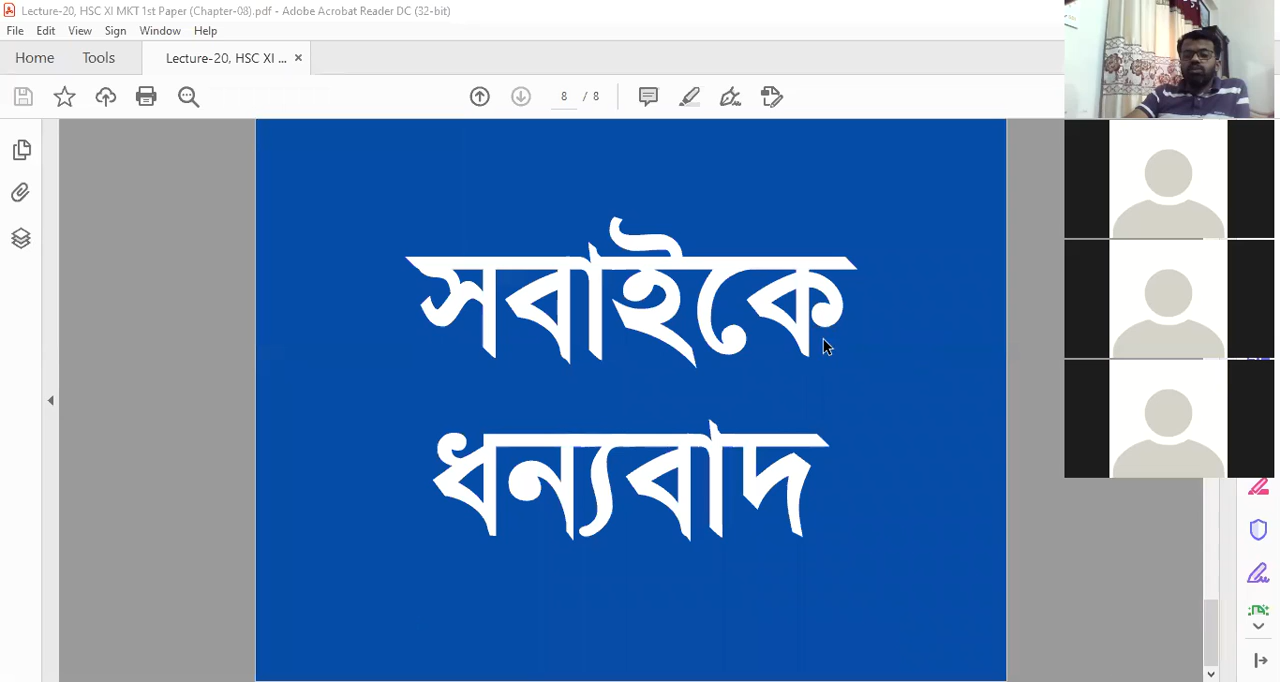 Lecture-20, HSC XI MKT 1st Paper (Chapter-08).pdf - Adobe Acrobat Reader DC (32-bit)
File Edit View Sign Window Help
Home Tools Lecture-20, HSC XI ... ×
8 / 8
সবাইকে
ধন্যবাদ